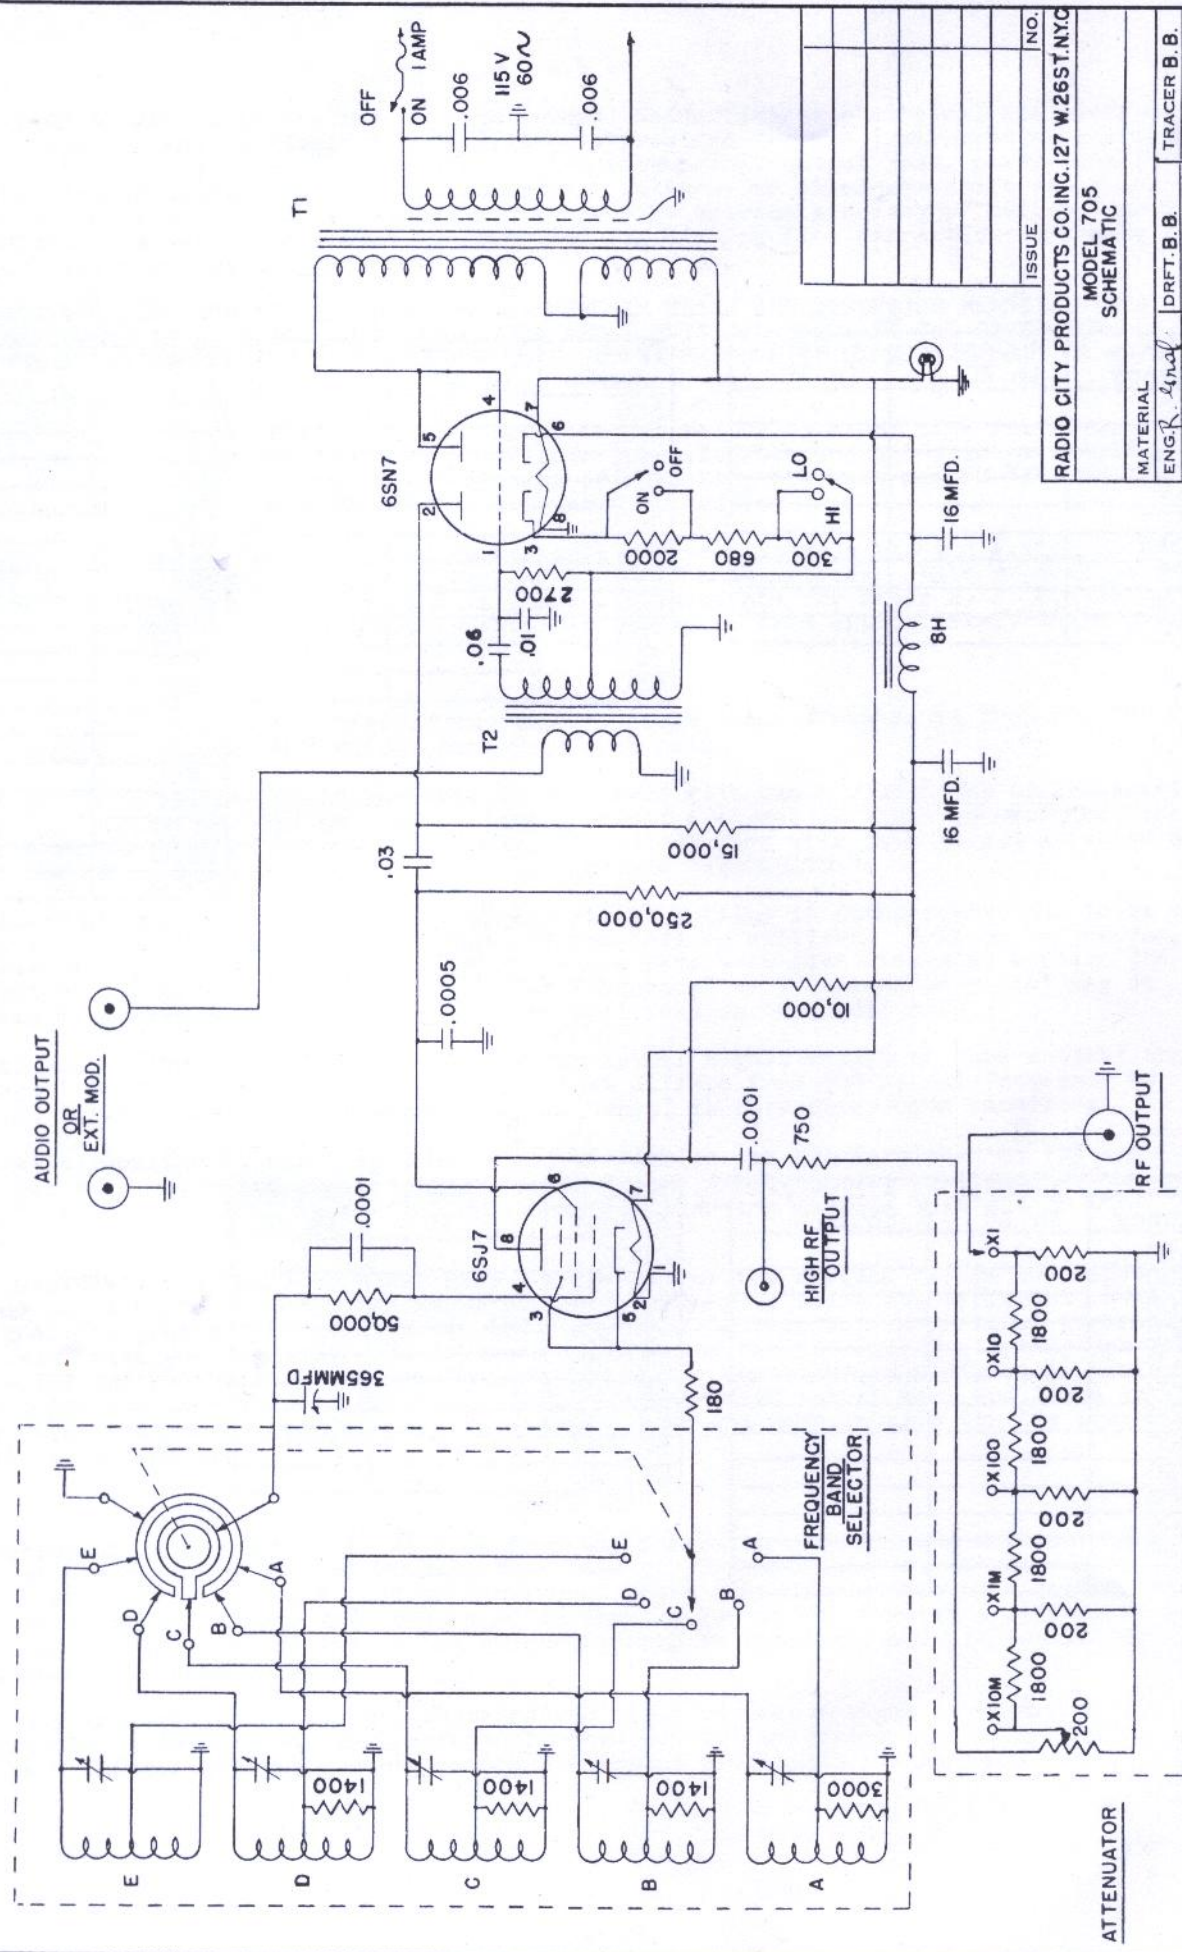 AUDIO OUTPUT
OR
EXT. MOD.
OFF
ON
1 AMP
.006
115 V
60~
.006
T1
6SN7
2
5
1
4
3
8
7
6
2700
.06
.01
T2
2000
ON
OFF
680
300
HI
LO
8H
16 MFD.
16 MFD.
15,000
250,000
.03
.0005
10,000
.0001
50,000
365MMFD
6SJ7
8
6
4
3
5
2
1
7
180
.0001
750
HIGH RF
OUTPUT
RF OUTPUT
FREQUENCY
BAND
SELECTOR
E
D
C
B
A
E
D
C
B
A
E
D
C
B
A
1400
1400
1400
3000
X1
X10
X100
X1M
X10M
1800
1800
1800
1800
200
200
200
200
200
ATTENUATOR
ISSUE
NO.
RADIO CITY PRODUCTS CO.INC.127 W.26ST.N.Y.C
MODEL 705
SCHEMATIC
MATERIAL
ENG. R.
DRFT. B. B.
TRACER B. B.